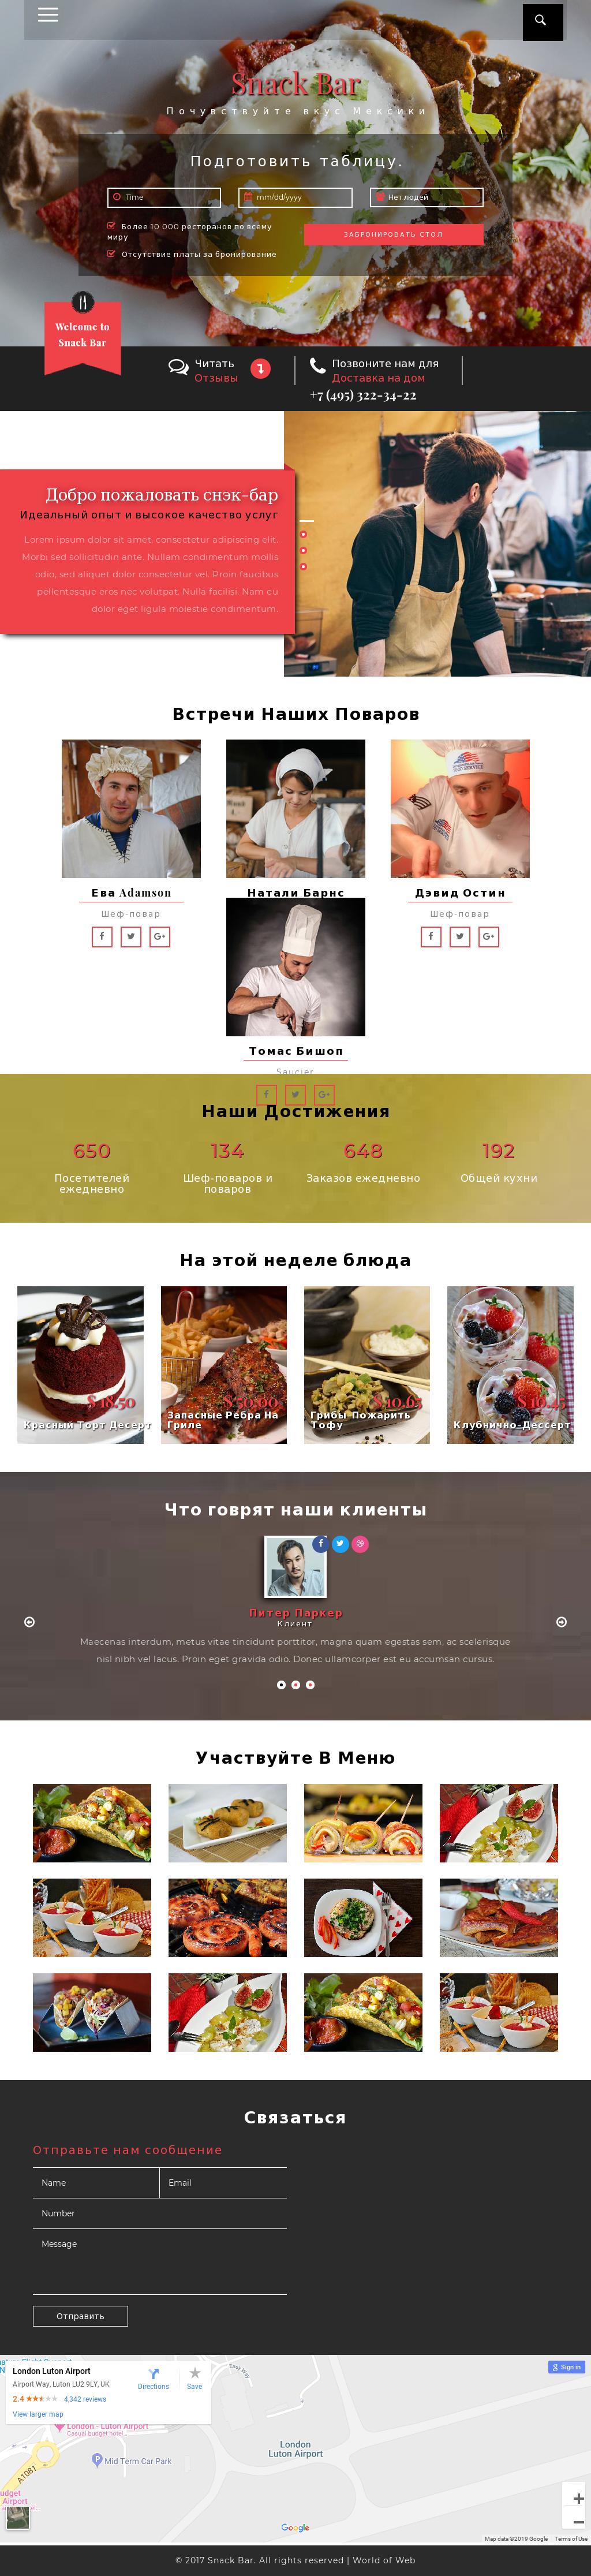 Snack Bar
Почувствуйте вкус Мексики
Подготовить таблицу.
Time
mm/dd/yyyy
Нет людей
Более 10 000 ресторанов по всему
миру
ЗАБРОНИРОВАТЬ СТОЛ
Отсутствие платы за бронирование
Welcome to
Snack Bar
Читать
Отзывы
Позвоните нам для
Доставка на дом
+7 (495) 322-34-22
Добро пожаловать снэк-бар
Идеальный опыт и высокое качество услуг
Lorem ipsum dolor sit amet, consectetur adipiscing elit.
Morbi sed sollicitudin ante. Nullam condimentum mollis
odio, sed aliquet dolor consectetur vel. Proin faucibus
pellentesque eros nec volutpat. Nulla facilisi. Nam eu
dolor eget ligula molestie condimentum.
Встречи Наших Поваров
Ева Adamson
Шеф-повар
Натали Барнс
Дэвид Остин
Шеф-повар
Томас Бишоп
Saucier
Наши Достижения
650
134
648
192
Посетителей
ежедневно
Шеф-поваров и
поваров
Заказов ежедневно
Общей кухни
На этой неделе блюда
$ 18.50
Красный Торт Десерт
$ 50.00
Запасные Ребра На
Гриле
$ 10.65
Грибы-Пожарить
Тофу
$ 10.45
Клубнично-Дессерт
Что говрят наши клиенты
Питер Паркер
Клиент
Maecenas interdum, metus vitae tincidunt porttitor, magna quam egestas sem, ac scelerisque
nisl nibh vel lacus. Proin eget gravida odio. Donec ullamcorper est eu accumsan cursus.
Участвуйте В Меню
Связаться
Отправьте нам сообщение
Name
Email
Number
Message
Отправить
London Luton Airport
Airport Way, Luton LU2 9LY, UK
2.4
4,342 reviews
View larger map
Directions
Save
Sign in
Easy Way
London - Luton Airport
Casual budget hotel
Mid Term Car Park
A1081
London
Luton Airport
udget
Airport
Google
Map data ©2019 Google
Terms of Use
© 2017 Snack Bar. All rights reserved | World of Web